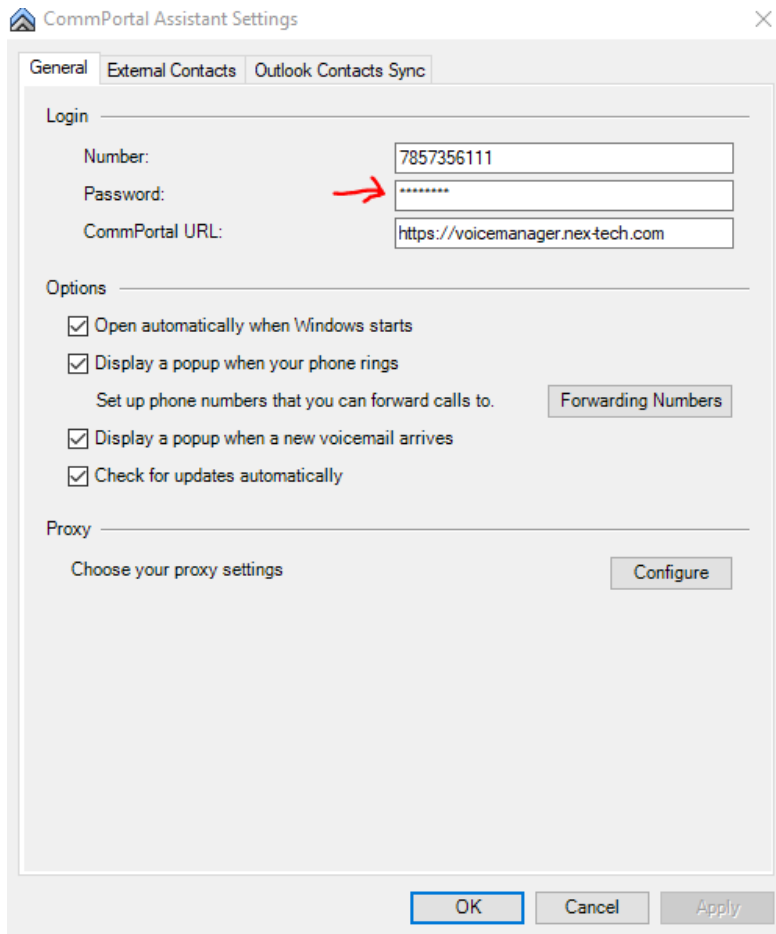 CommPortal Assistant Settings
General External Contacts Outlook Contacts Sync
Login
Number: 7857356111
Password: ********
CommPortal URL: https://voicemanager.nex-tech.com
Options
Open automatically when Windows starts
Display a popup when your phone rings
Set up phone numbers that you can forward calls to. Forwarding Numbers
Display a popup when a new voicemail arrives
Check for updates automatically
Proxy
Choose your proxy settings Configure
OK Cancel Apply